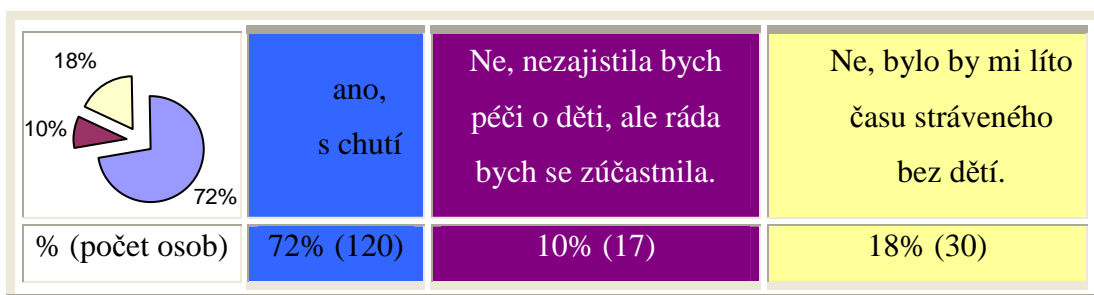 18%
10%
72%
ano,
s chutí
Ne, nezajistila bych
péči o děti, ale ráda
bych se zúčastnila.
Ne, bylo by mi líto
času stráveného
bez dětí.
% (počet osob)
72% (120)
10% (17)
18% (30)